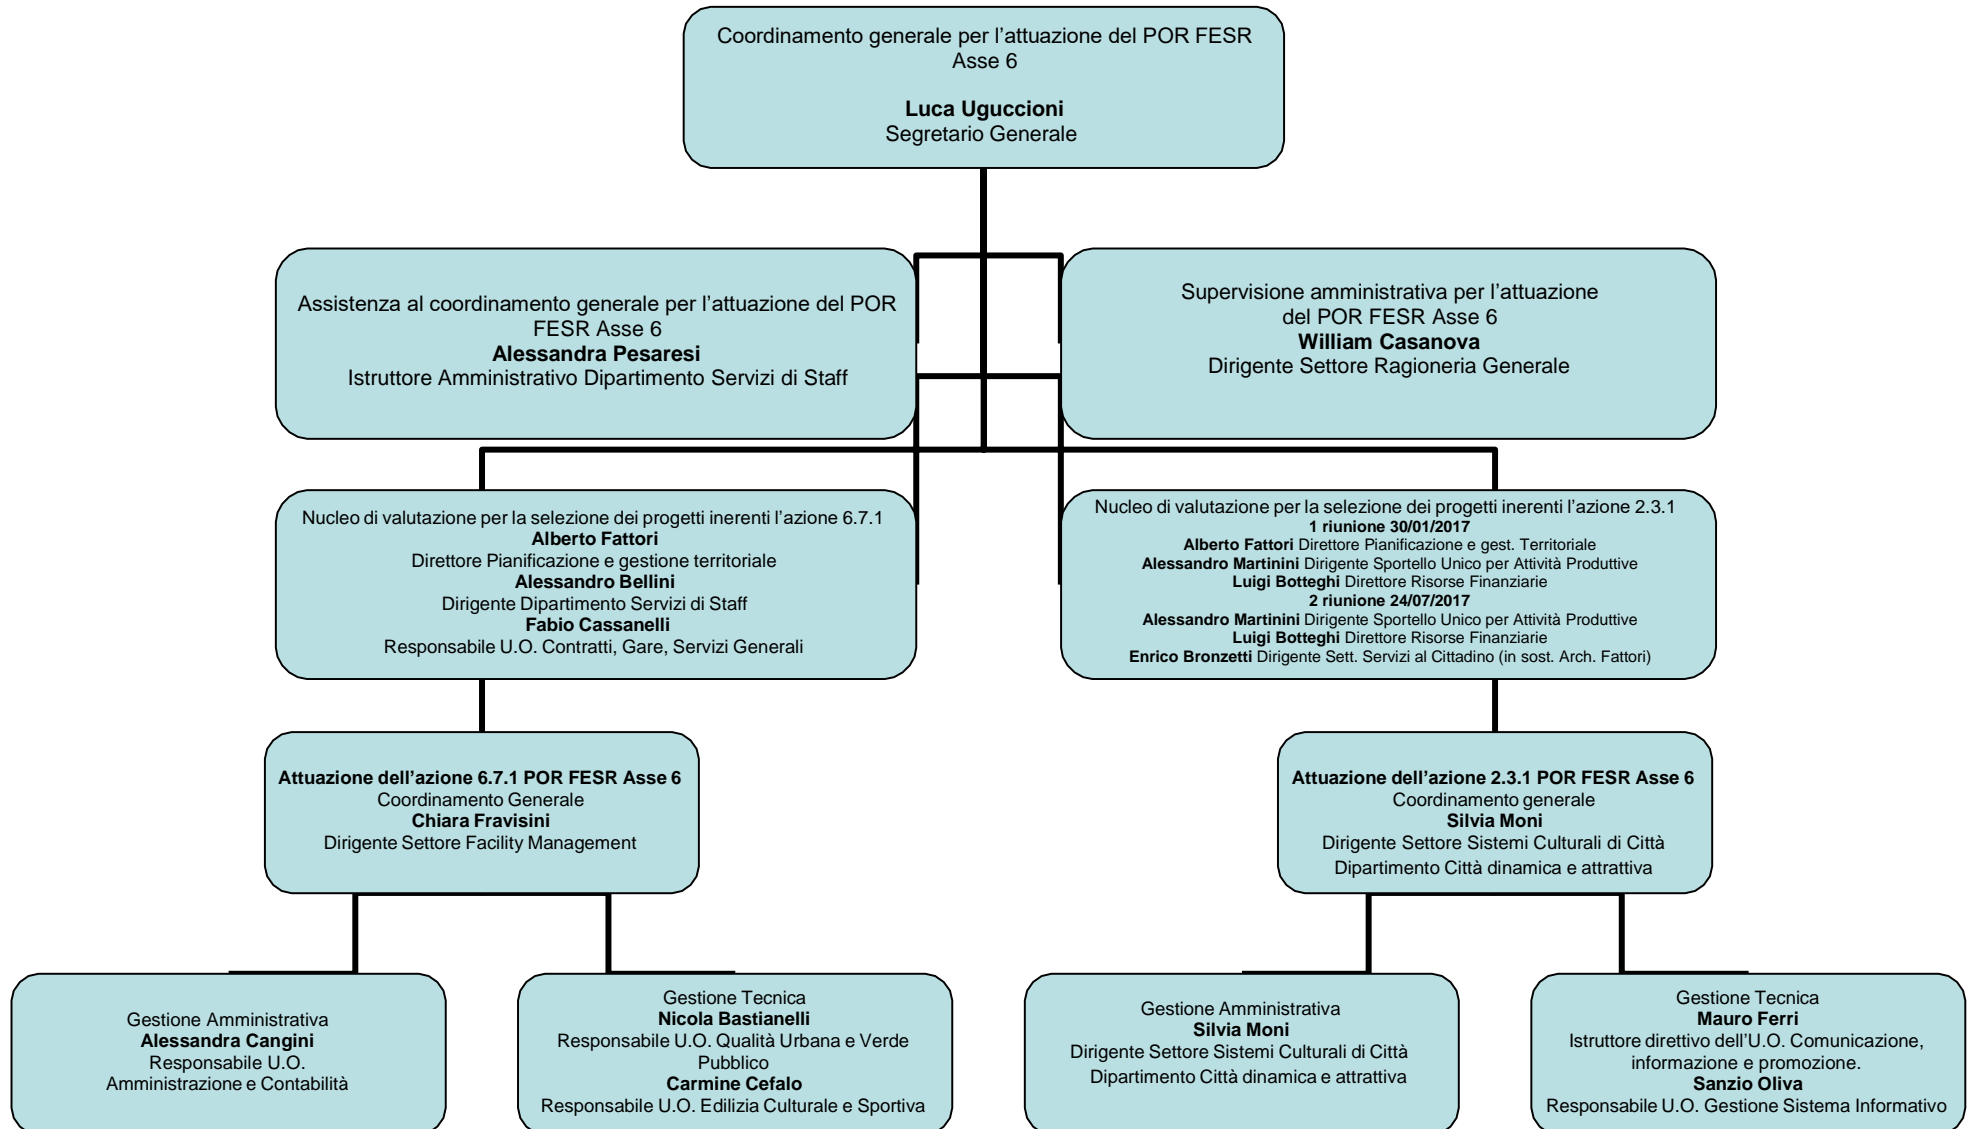 Coordinamento generale per l'attuazione del POR FESR
Asse 6
Luca Uguccioni
Segretario Generale
Assistenza al coordinamento generale per l'attuazione del POR
FESR Asse 6
Alessandra Pesaresi
Istruttore Amministrativo Dipartimento Servizi di Staff
Supervisione amministrativa per l'attuazione
del POR FESR Asse 6
William Casanova
Dirigente Settore Ragioneria Generale
Nucleo di valutazione per la selezione dei progetti inerenti l'azione 6.7.1
Alberto Fattori
Direttore Pianificazione e gestione territoriale
Alessandro Bellini
Dirigente Dipartimento Servizi di Staff
Fabio Cassanelli
Responsabile U.O. Contratti, Gare, Servizi Generali
Nucleo di valutazione per la selezione dei progetti inerenti l'azione 2.3.1
1 riunione 30/01/2017
Alberto Fattori Direttore Pianificazione e gest. Territoriale
Alessandro Martinini Dirigente Sportello Unico per Attività Produttive
Luigi Botteghi Direttore Risorse Finanziarie
2 riunione 24/07/2017
Alessandro Martinini Dirigente Sportello Unico per Attività Produttive
Luigi Botteghi Direttore Risorse Finanziarie
Enrico Bronzetti Dirigente Sett. Servizi al Cittadino (in sost. Arch. Fattori)
Attuazione dell'azione 6.7.1 POR FESR Asse 6
Coordinamento Generale
Chiara Fravisini
Dirigente Settore Facility Management
Attuazione dell'azione 2.3.1 POR FESR Asse 6
Coordinamento generale
Silvia Moni
Dirigente Settore Sistemi Culturali di Città
Dipartimento Città dinamica e attrattiva
Gestione Amministrativa
Alessandra Cangini
Responsabile U.O.
Amministrazione e Contabilità
Gestione Tecnica
Nicola Bastianelli
Responsabile U.O. Qualità Urbana e Verde
Pubblico
Carmine Cefalo
Responsabile U.O. Edilizia Culturale e Sportiva
Gestione Amministrativa
Silvia Moni
Dirigente Settore Sistemi Culturali di Città
Dipartimento Città dinamica e attrattiva
Gestione Tecnica
Mauro Ferri
Istruttore direttivo dell'U.O. Comunicazione,
informazione e promozione.
Sanzio Oliva
Responsabile U.O. Gestione Sistema Informativo